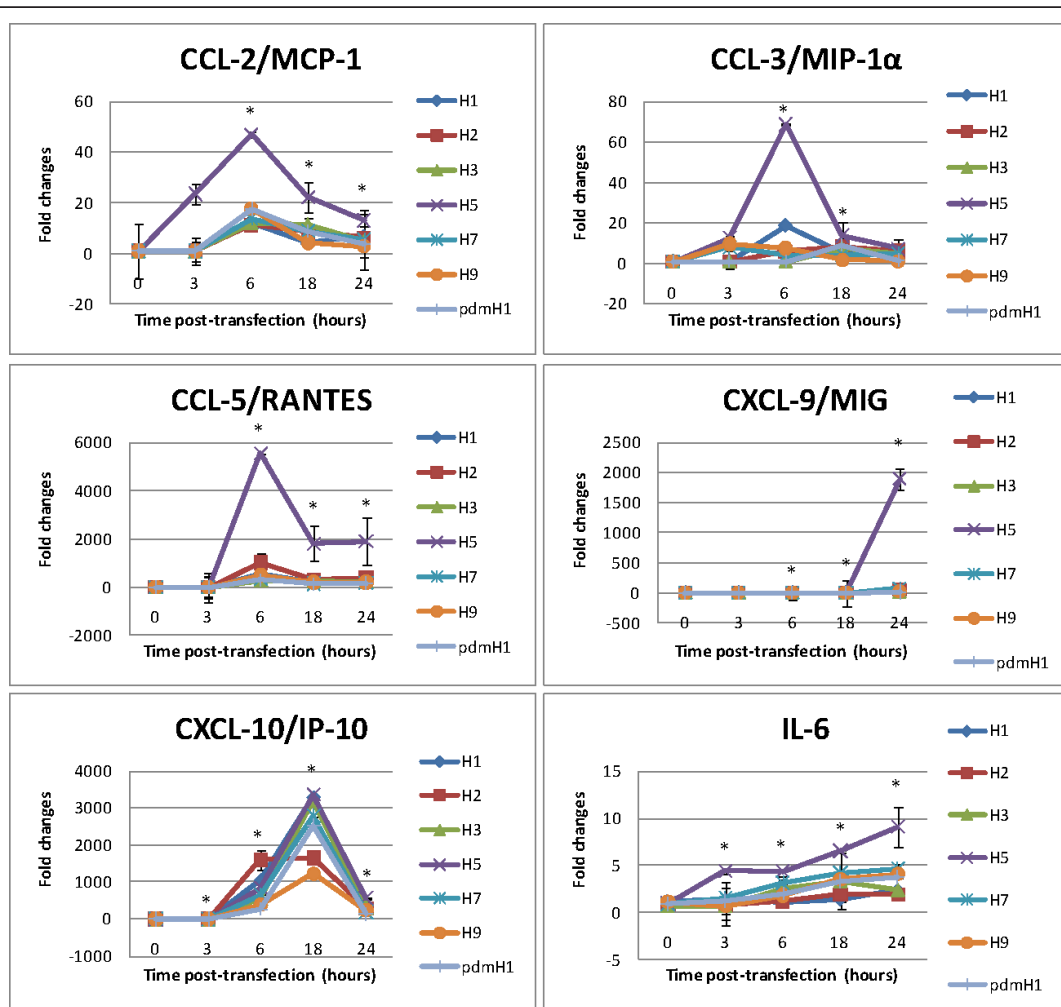 CCL-2/MCP-1
60
40
20
0
-20
Fold changes
*
*
*
0 3 6 18 24
Time post-transfection (hours)
H1
H2
H3
H5
H7
H9
pdmH1
CCL-3/MIP-1α
80
60
40
20
0
-20
Fold changes
*
*
0 3 6 18 24
Time post-transfection (hours)
H1
H2
H3
H5
H7
H9
pdmH1
CCL-5/RANTES
6000
4000
2000
0
-2000
Fold changes
*
*
*
0 3 6 18 24
Time post-transfection (hours)
H1
H2
H3
H5
H7
H9
pdmH1
CXCL-9/MIG
2500
2000
1500
1000
500
0
-500
Fold changes
*
*
*
0 3 6 18 24
Time post-transfection (hours)
H1
H2
H3
H5
H7
H9
pdmH1
CXCL-10/IP-10
4000
3000
2000
1000
0
-1000
Fold changes
*
*
*
*
0 3 6 18 24
Time post-transfection (hours)
H1
H2
H3
H5
H7
H9
pdmH1
IL-6
15
10
5
0
-5
Fold changes
*
*
*
*
0 3 6 18 24
Time post-transfection (hours)
H1
H2
H3
H5
H7
H9
pdmH1